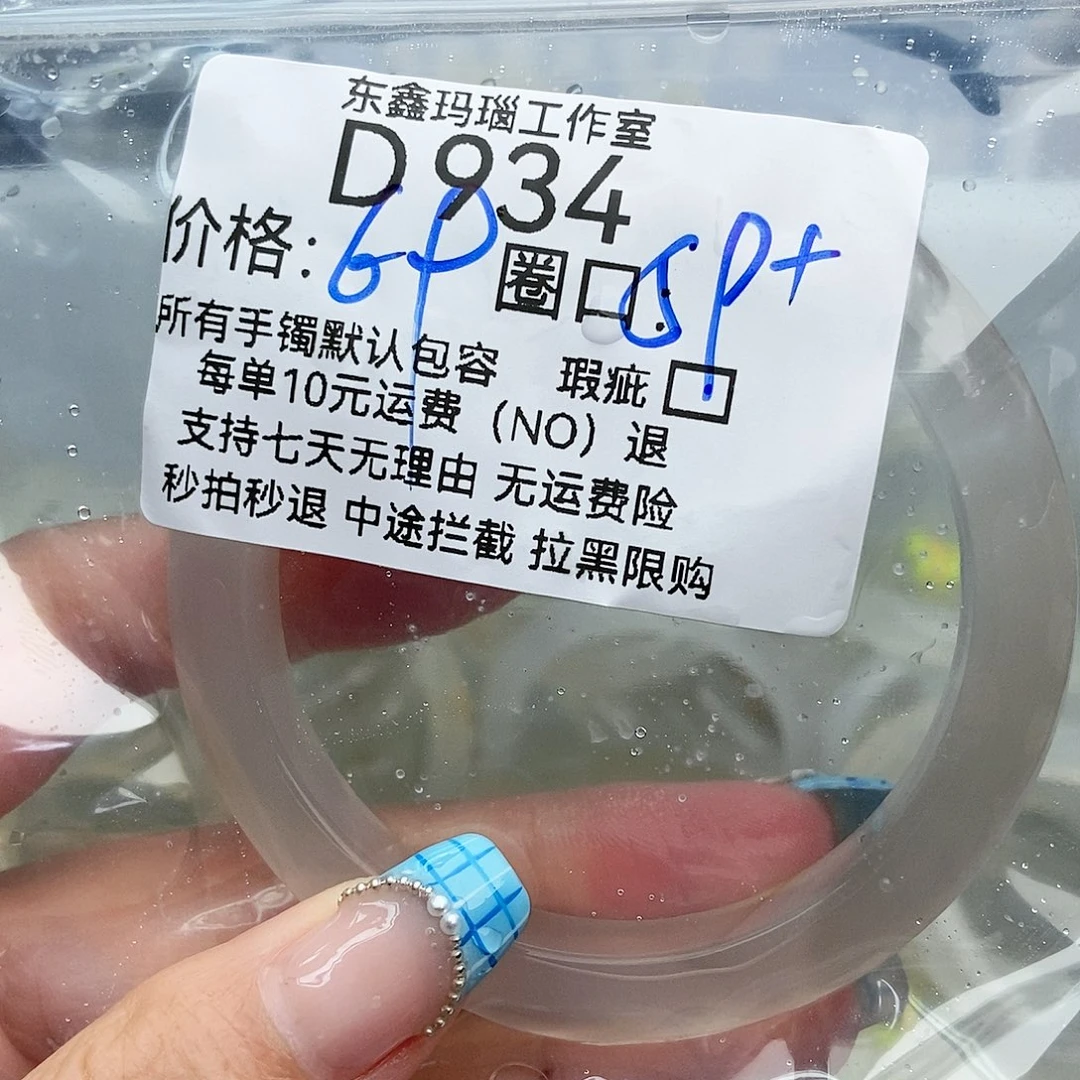 东鑫玛瑙工作室
D934
价格: 6P 圈口: 5P+
所有手镯默认包容 瑕疵
每单10元运费（NO）退
支持七天无理由 无运费险
秒拍秒退 中途拦截 拉黑限购